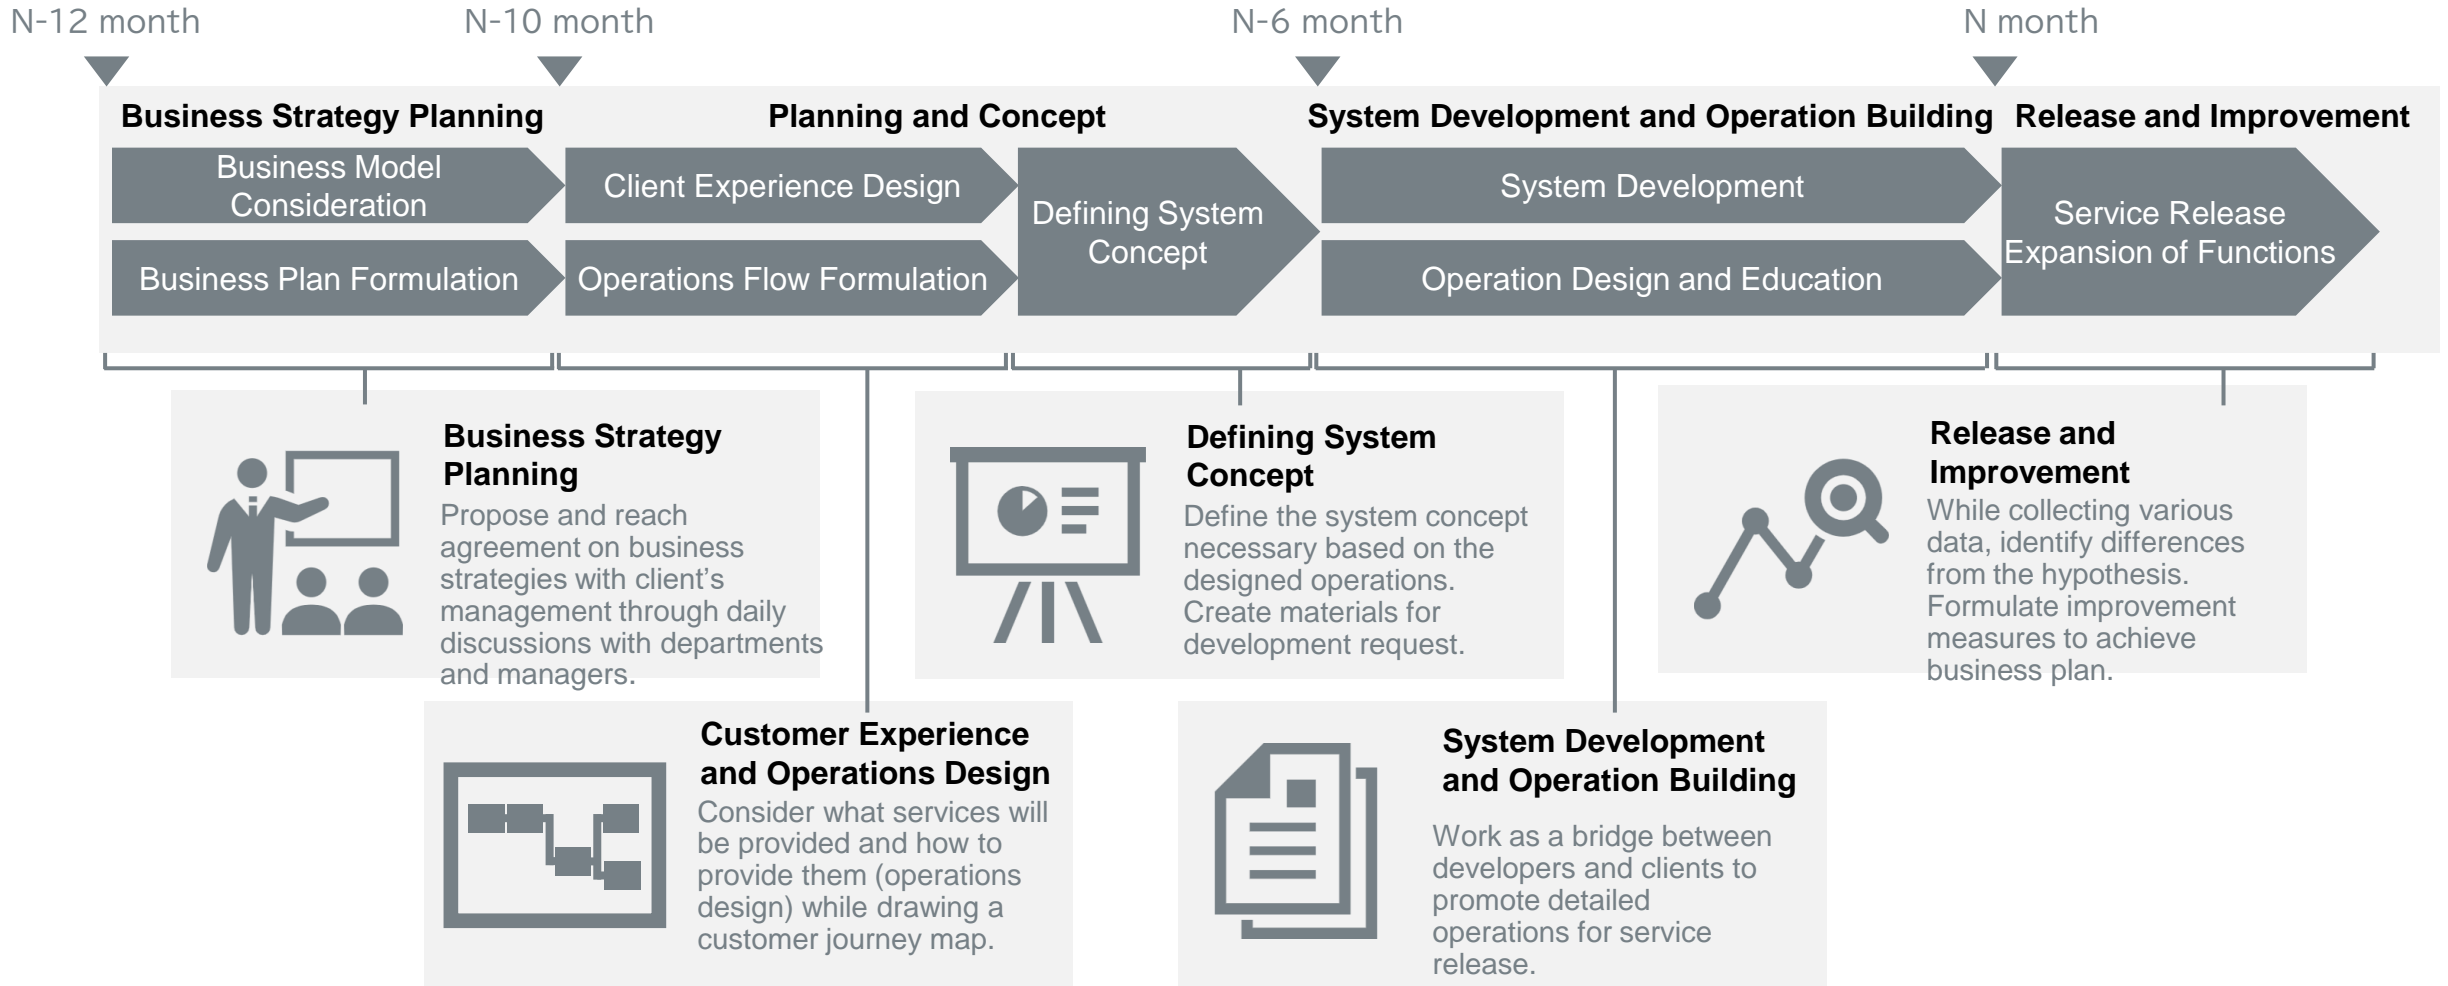 N-12 month
N-10 month
N-6 month
N month
Business Strategy Planning
Planning and Concept
System Development and Operation Building
Release and Improvement
Business Model
Consideration
Business Plan Formulation
Client Experience Design
Operations Flow Formulation
Defining System
Concept
System Development
Operation Design and Education
Service Release
Expansion of Functions
Business Strategy
Planning
Propose and reach
agreement on business
strategies with client’s
management through daily
discussions with departments
and managers.
Customer Experience
and Operations Design
Consider what services will
be provided and how to
provide them (operations
design) while drawing a
customer journey map.
Defining System
Concept
Define the system concept
necessary based on the
designed operations.
Create materials for
development request.
System Development
and Operation Building
Work as a bridge between
developers and clients to
promote detailed
operations for service
release.
Release and
Improvement
While collecting various
data, identify differences
from the hypothesis.
Formulate improvement
measures to achieve
business plan.